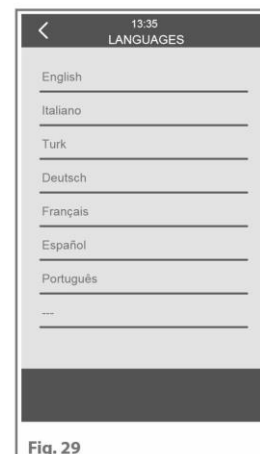 13:35
LANGUAGES
English
Italiano
Turk
Deutsch
Français
Español
Português
---
Fig. 29